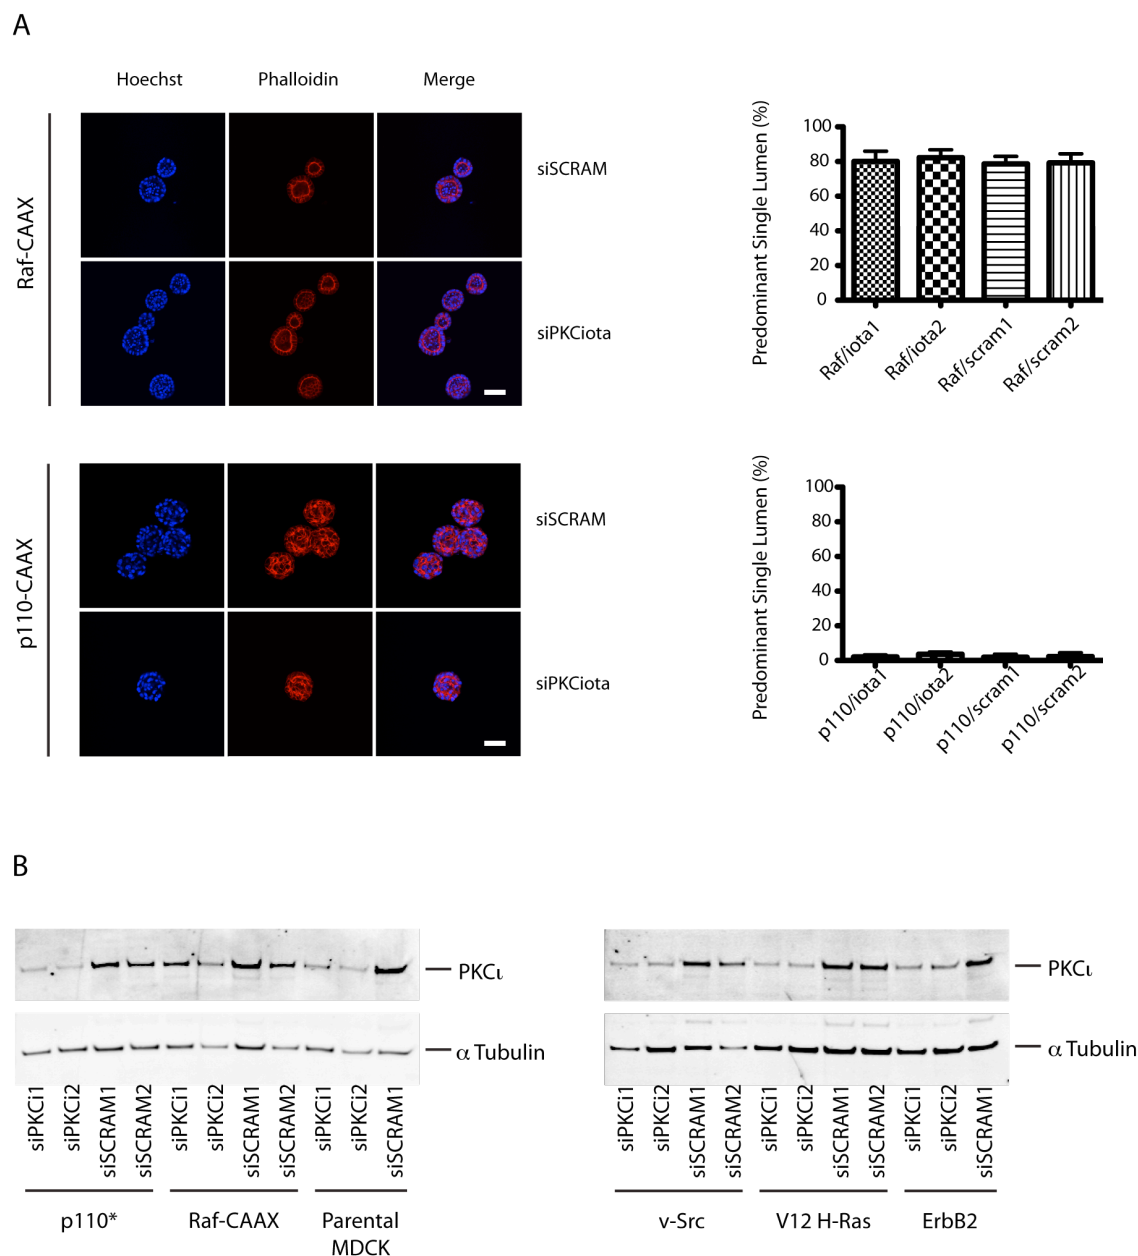 A
Hoechst Phalloidin Merge
Raf-CAAX
siSCRAM
siPKCiota
Predominant Single Lumen (%)
100
80
60
40
20
0
Raf/iota1 Raf/iota2 Raf/scram1 Raf/scram2
p110-CAAX
siSCRAM
siPKCiota
Predominant Single Lumen (%)
100
80
60
40
20
0
p110/iota1 p110/iota2 p110/scram1 p110/scram2
B
PKCι
α Tubulin
siPKCi1 siPKCi2 siSCRAM1 siSCRAM2 siPKCi1 siPKCi2 siSCRAM1 siSCRAM2 siPKCi1 siPKCi2 siSCRAM1
p110* Raf-CAAX Parental
MDCK
PKCι
α Tubulin
siPKCi1 siPKCi2 siSCRAM1 siSCRAM2 siPKCi1 siPKCi2 siSCRAM1 siSCRAM2 siPKCi1 siPKCi2 siSCRAM1
v-Src V12 H-Ras ErbB2